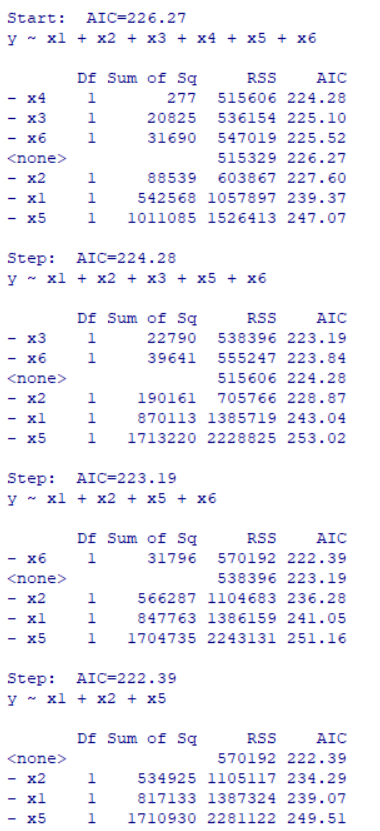 Start:  AIC=226.27
y ~ x1 + x2 + x3 + x4 + x5 + x6
Df Sum of Sq RSS AIC
- x4 1 277 515606 224.28
- x3 1 20825 536154 225.10
- x6 1 31690 547019 225.52
<none> 515329 226.27
- x2 1 88539 603867 227.60
- x1 1 542568 1057897 239.37
- x5 1 1011085 1526413 247.07
Step:  AIC=224.28
y ~ x1 + x2 + x3 + x5 + x6
Df Sum of Sq RSS AIC
- x3 1 22790 538396 223.19
- x6 1 39641 555247 223.84
<none> 515606 224.28
- x2 1 190161 705766 228.87
- x1 1 870113 1385719 243.04
- x5 1 1713220 2228825 253.02
Step:  AIC=223.19
y ~ x1 + x2 + x5 + x6
Df Sum of Sq RSS AIC
- x6 1 31796 570192 222.39
<none> 538396 223.19
- x2 1 566287 1104683 236.28
- x1 1 847763 1386159 241.05
- x5 1 1704735 2243131 251.16
Step:  AIC=222.39
y ~ x1 + x2 + x5
Df Sum of Sq RSS AIC
<none> 570192 222.39
- x2 1 534925 1105117 234.29
- x1 1 817133 1387324 239.07
- x5 1 1710930 2281122 249.51